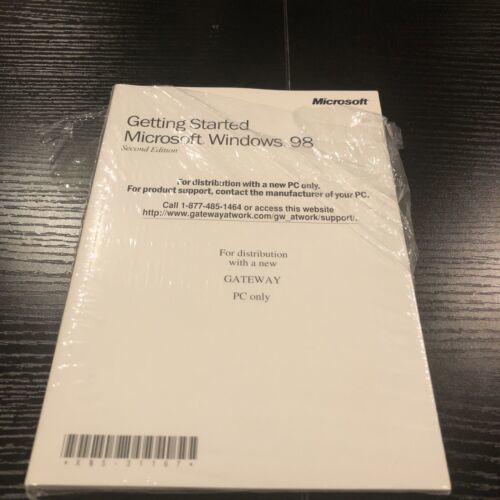 Microsoft
Getting Started
Microsoft Windows 98
Second Edition
For distribution with a new PC only.
For product support, contact the manufacturer of your PC.
Call 1-877-485-1464 or access this website
http://www.gatewayatwork.com/gw_atwork/support/.
For distribution
with a new
GATEWAY
PC only
*X05-31167*